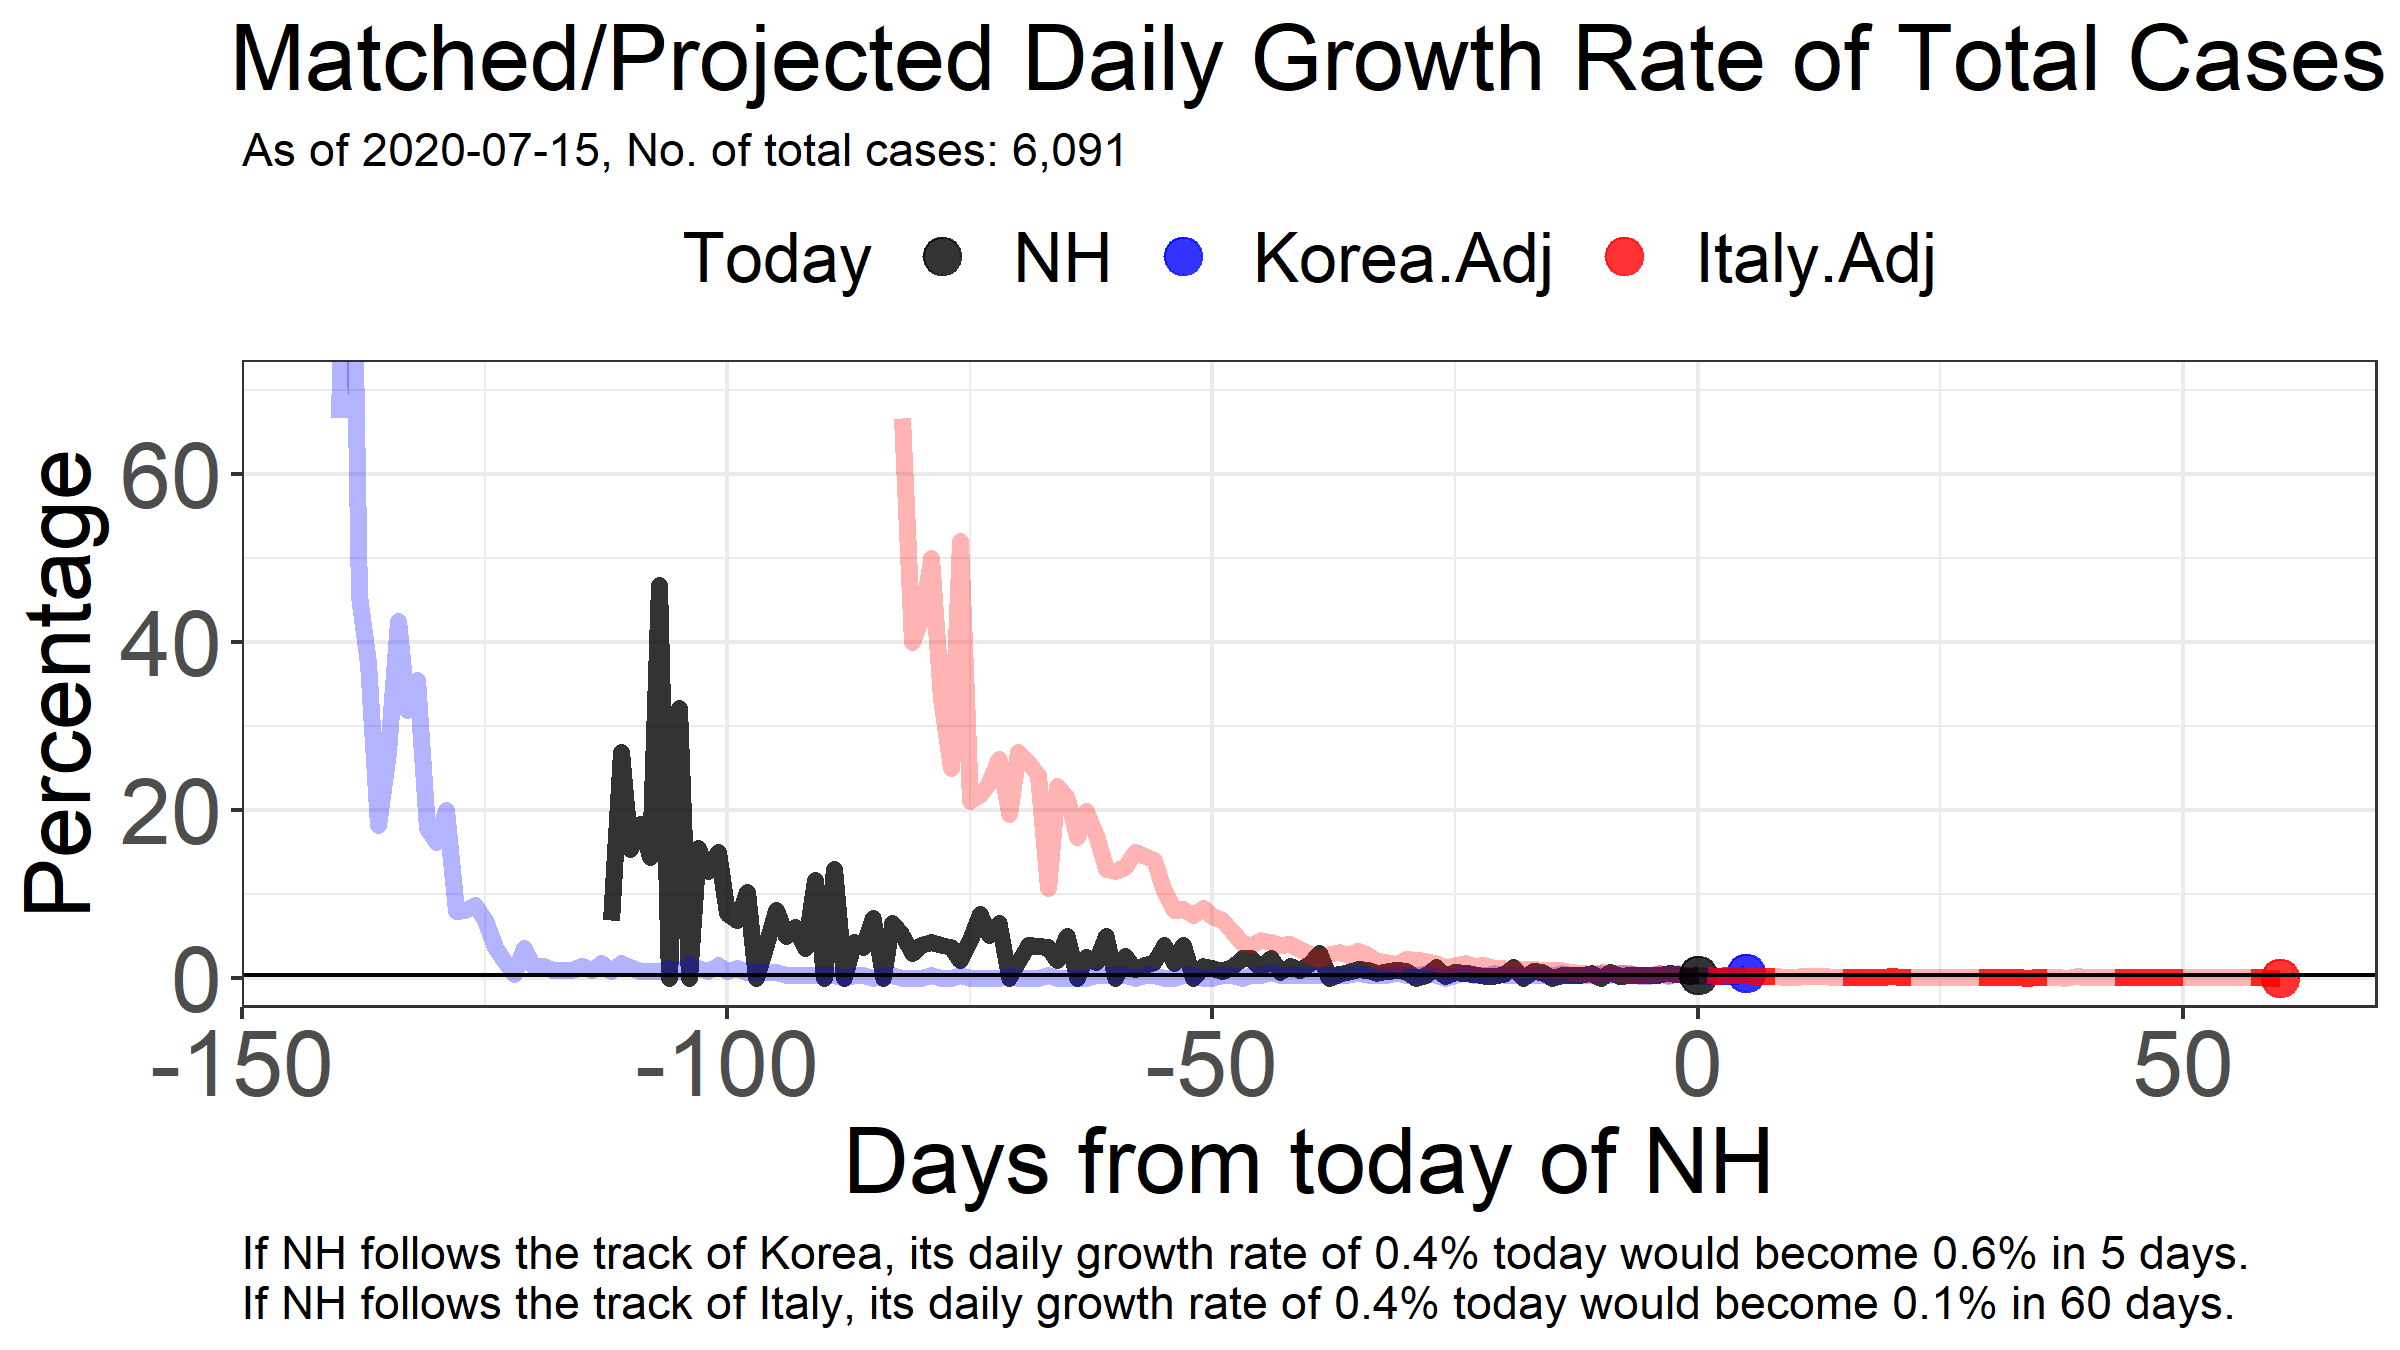 Matched/Projected Daily Growth Rate of Total Cases
As of 2020-07-15, No. of total cases: 6,091
Today NH Korea.Adj Italy.Adj
Percentage
60
40
20
0
-150 -100 -50 0 50
Days from today of NH
If NH follows the track of Korea, its daily growth rate of 0.4% today would become 0.6% in 5 days.
If NH follows the track of Italy, its daily growth rate of 0.4% today would become 0.1% in 60 days.